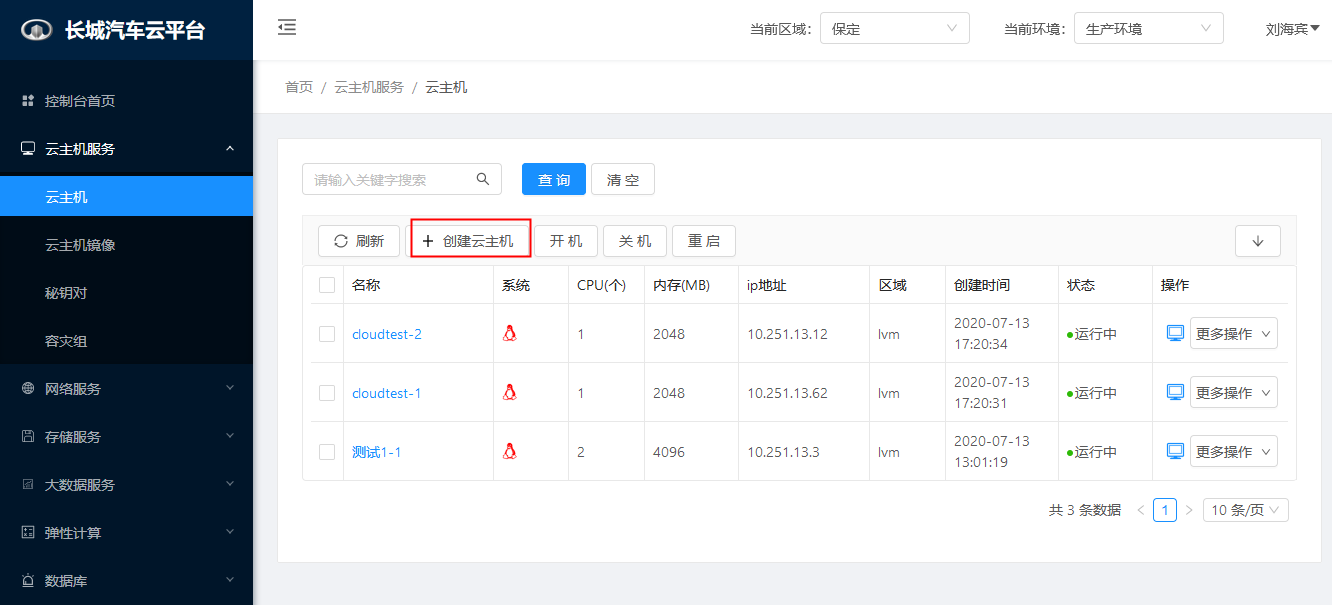 长城汽车云平台
当前区域: 保定 当前环境: 生产环境 刘海宾
控制台首页
云主机服务
云主机
云主机镜像
秘钥对
容灾组
网络服务
存储服务
大数据服务
弹性计算
数据库
首页 / 云主机服务 / 云主机
请输入关键字搜索 查 询 清 空
刷新 创建云主机 开 机 关 机 重 启
名称 系统 CPU(个) 内存(MB) ip地址 区域 创建时间 状态 操作
cloudtest-2 1 2048 10.251.13.12 lvm 2020-07-13 17:20:34 运行中 更多操作
cloudtest-1 1 2048 10.251.13.62 lvm 2020-07-13 17:20:31 运行中 更多操作
测试1-1 2 4096 10.251.13.3 lvm 2020-07-13 13:01:19 运行中 更多操作
共 3 条数据 < 1 > 10 条/页